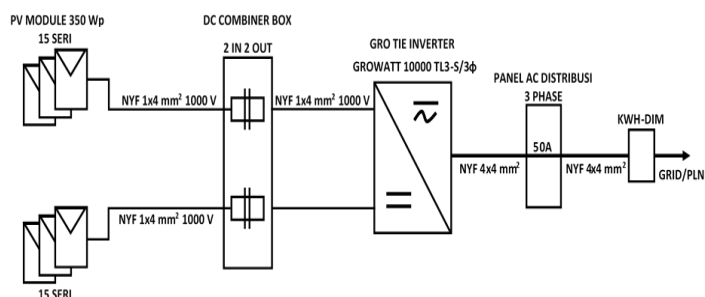 PV MODULE 350 Wp
15 SERI
DC COMBINER BOX
2 IN 2 OUT
GRO TIE INVERTER
GROWATT 10000 TL3-S/3ф
PANEL AC DISTRIBUSI
3 PHASE
KWH-DIM
NYF 1x4 mm² 1000 V
NYF 1x4 mm² 1000 V
50A
NYF 4x4 mm²
NYF 4x4 mm²
GRID/PLN
NYF 1x4 mm² 1000 V
15 SERI